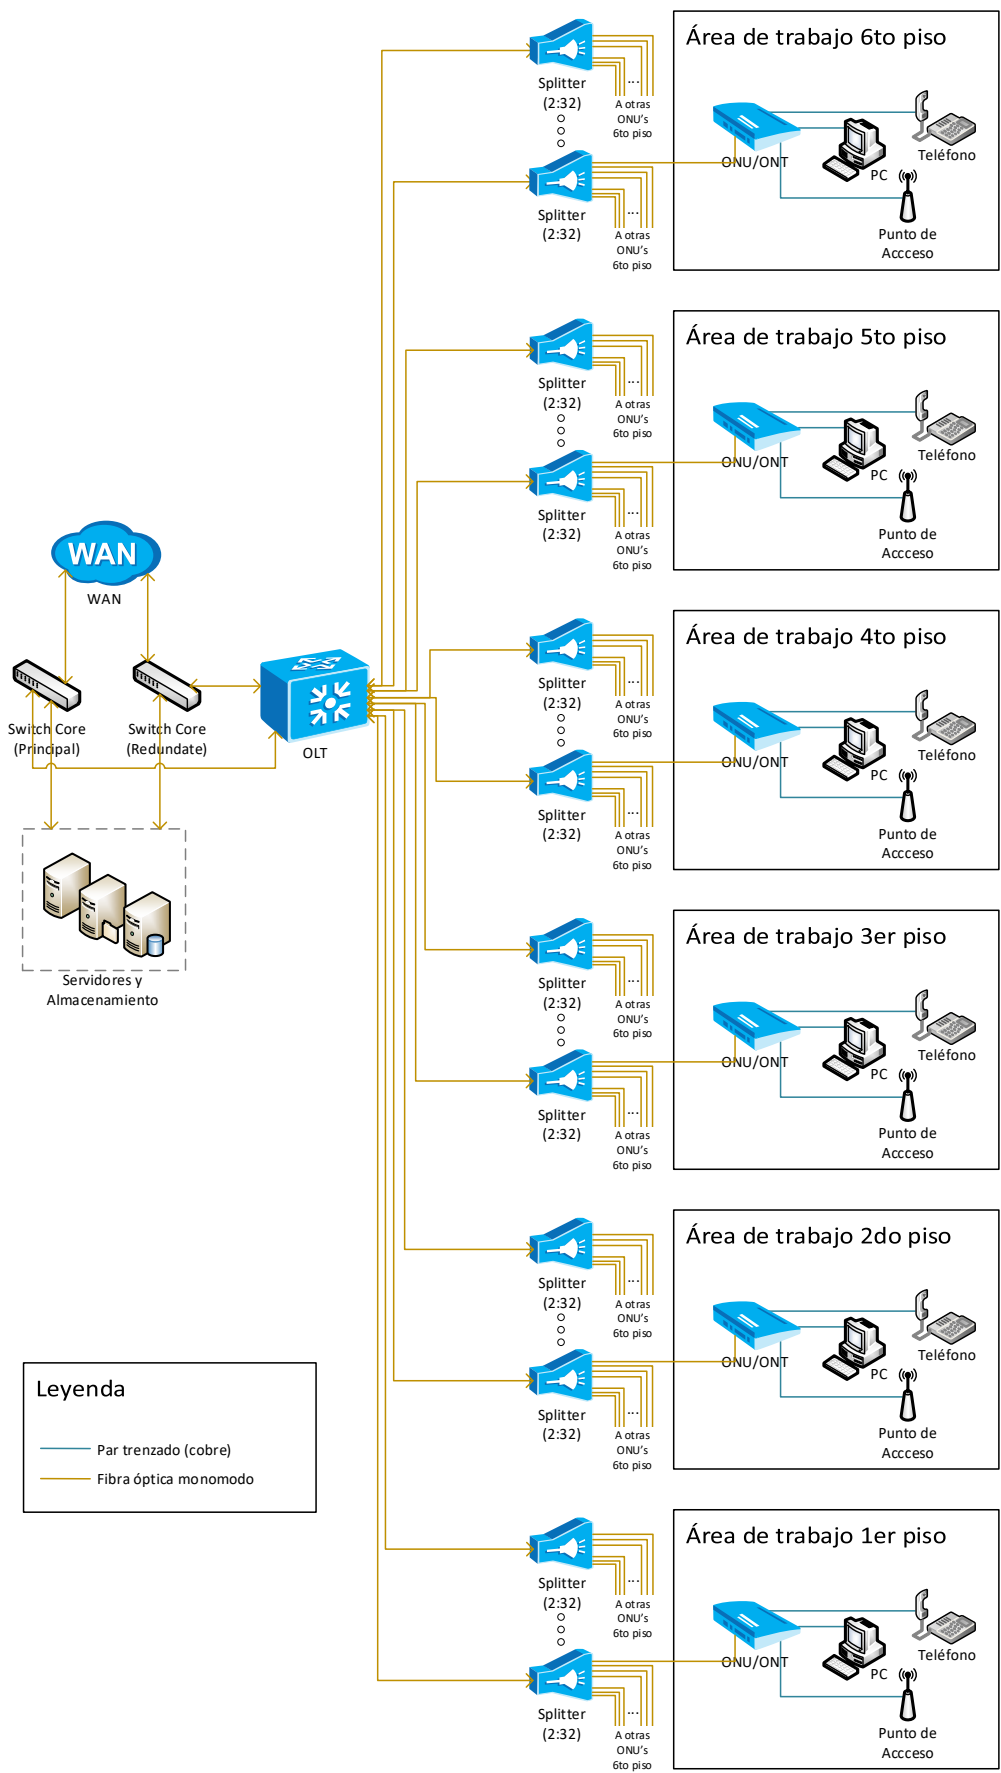 Splitter
(2:32)
...
A otras
ONU's
6to piso
Splitter
(2:32)
...
A otras
ONU's
6to piso
Área de trabajo 6to piso
ONU/ONT
PC
Teléfono
Punto de
Accceso
Splitter
(2:32)
...
A otras
ONU's
6to piso
Splitter
(2:32)
...
A otras
ONU's
6to piso
Área de trabajo 5to piso
ONU/ONT
PC
Teléfono
Punto de
Accceso
WAN
WAN
Switch Core
(Principal)
Switch Core
(Redundate)
OLT
Servidores y
Almacenamiento
Splitter
(2:32)
...
A otras
ONU's
6to piso
Splitter
(2:32)
...
A otras
ONU's
6to piso
Área de trabajo 4to piso
ONU/ONT
PC
Teléfono
Punto de
Accceso
Splitter
(2:32)
...
A otras
ONU's
6to piso
Splitter
(2:32)
...
A otras
ONU's
6to piso
Área de trabajo 3er piso
ONU/ONT
PC
Teléfono
Punto de
Accceso
Splitter
(2:32)
...
A otras
ONU's
6to piso
Splitter
(2:32)
...
A otras
ONU's
6to piso
Área de trabajo 2do piso
ONU/ONT
PC
Teléfono
Punto de
Accceso
Leyenda
Par trenzado (cobre)
Fibra óptica monomodo
Splitter
(2:32)
...
A otras
ONU's
6to piso
Splitter
(2:32)
...
A otras
ONU's
6to piso
Área de trabajo 1er piso
ONU/ONT
PC
Teléfono
Punto de
Accceso